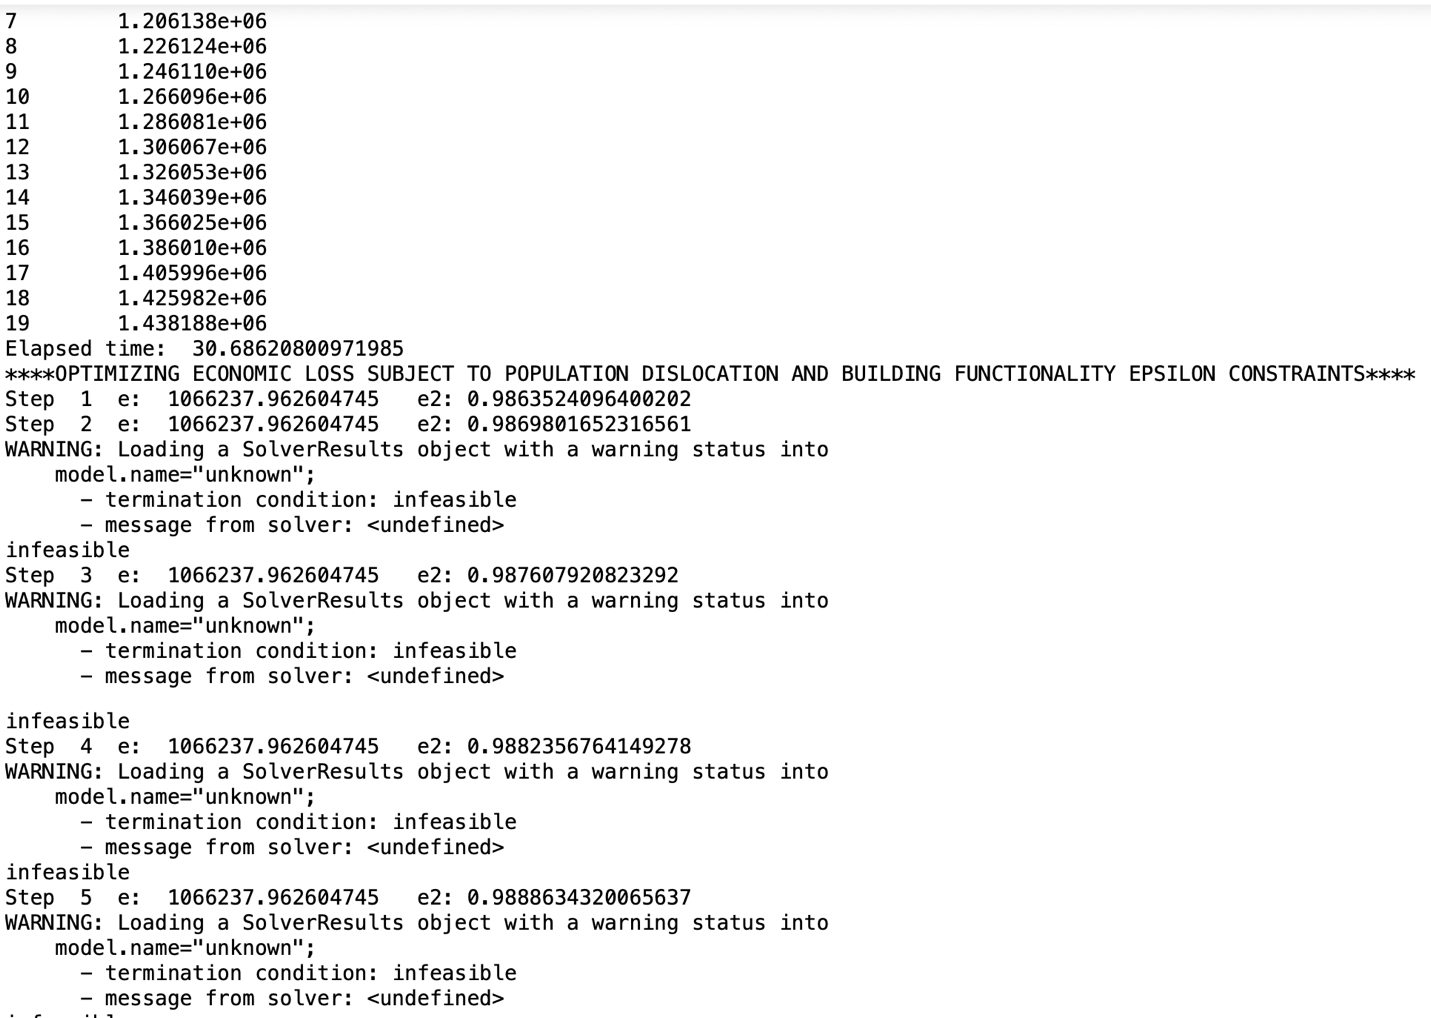 7        1.206138e+06
8        1.226124e+06
9        1.246110e+06
10       1.266096e+06
11       1.286081e+06
12       1.306067e+06
13       1.326053e+06
14       1.346039e+06
15       1.366025e+06
16       1.386010e+06
17       1.405996e+06
18       1.425982e+06
19       1.438188e+06
Elapsed time:  30.68620800971985
****OPTIMIZING ECONOMIC LOSS SUBJECT TO POPULATION DISLOCATION AND BUILDING FUNCTIONALITY EPSILON CONSTRAINTS****
Step  1  e:  1066237.962604745   e2: 0.9863524096400202
Step  2  e:  1066237.962604745   e2: 0.9869801652316561
WARNING: Loading a SolverResults object with a warning status into
    model.name="unknown";
      - termination condition: infeasible
      - message from solver: <undefined>
infeasible
Step  3  e:  1066237.962604745   e2: 0.987607920823292
WARNING: Loading a SolverResults object with a warning status into
    model.name="unknown";
      - termination condition: infeasible
      - message from solver: <undefined>
infeasible
Step  4  e:  1066237.962604745   e2: 0.9882356764149278
WARNING: Loading a SolverResults object with a warning status into
    model.name="unknown";
      - termination condition: infeasible
      - message from solver: <undefined>
infeasible
Step  5  e:  1066237.962604745   e2: 0.9888634320065637
WARNING: Loading a SolverResults object with a warning status into
    model.name="unknown";
      - termination condition: infeasible
      - message from solver: <undefined>